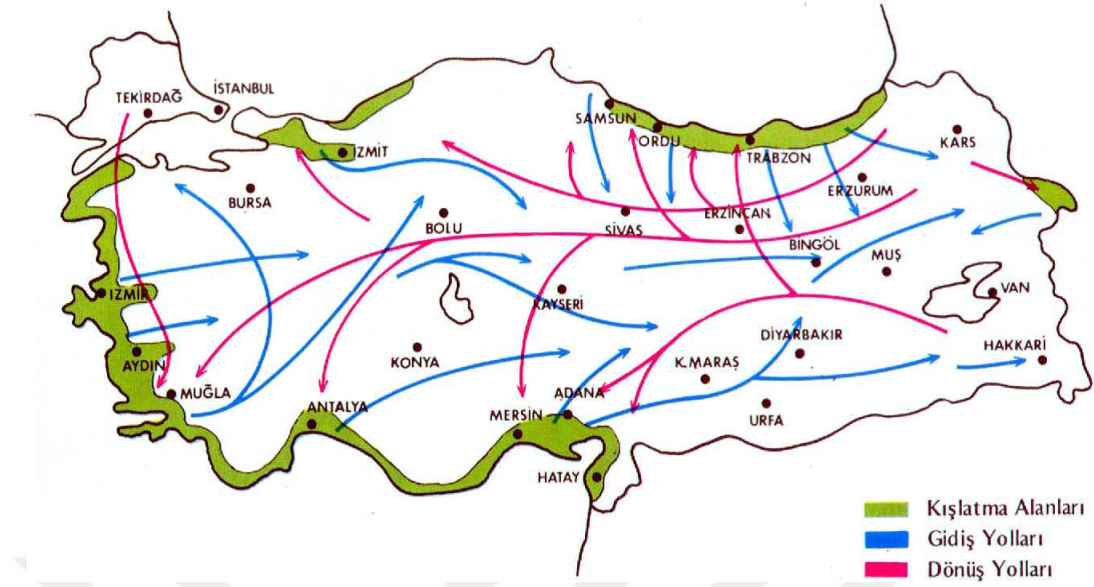 İSTANBUL
TEKİRDAĞ
SAMSUN
ORDU
TRABZON
KARS
İZMİT
BURSA
ERZURUM
BOLU
SİVAS
ERZİNCAN
BİNGÖL
MUŞ
VAN
IZMİR
KAYSERİ
AYDIN
KONYA
DİYARBAKIR
HAKKARİ
K.MARAŞ
MUĞLA
ANTALYA
MERSİN
ADANA
URFA
HATAY
Kışlatma Alanları
Gidiş Yolları
Dönüş Yolları